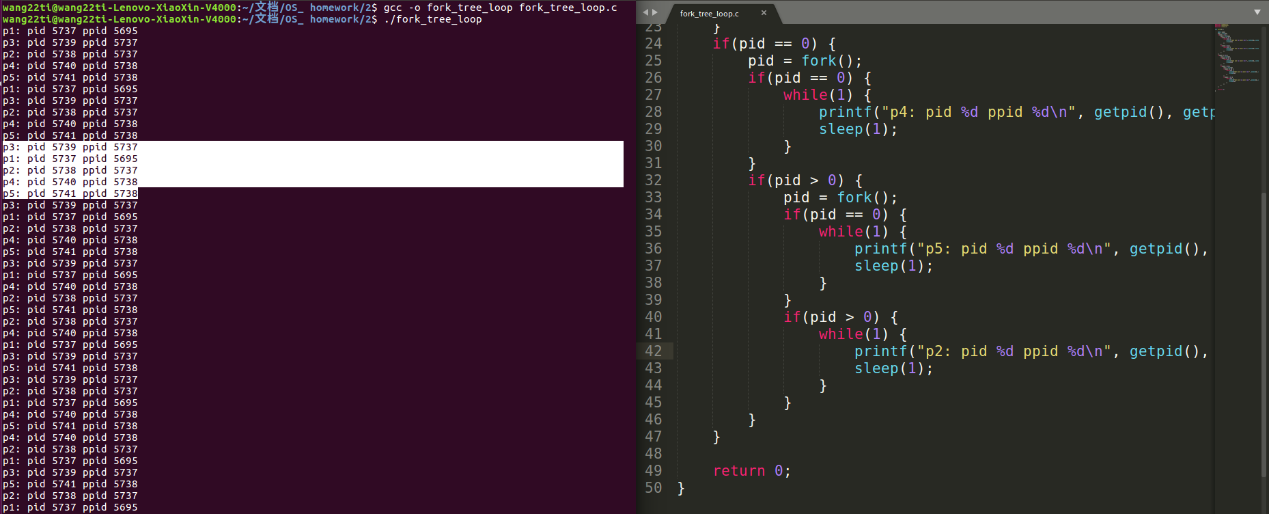 wang22ti@wang22ti-Lenovo-XiaoXin-V4000:~/文档/OS_ homework/2$ gcc -o fork_tree_loop fork_tree_loop.c
wang22ti@wang22ti-Lenovo-XiaoXin-V4000:~/文档/OS_ homework/2$ ./fork_tree_loop
p1: pid 5737 ppid 5695
p3: pid 5739 ppid 5737
p2: pid 5738 ppid 5737
p4: pid 5740 ppid 5738
p5: pid 5741 ppid 5738
p1: pid 5737 ppid 5695
p3: pid 5739 ppid 5737
p2: pid 5738 ppid 5737
p4: pid 5740 ppid 5738
p5: pid 5741 ppid 5738
p3: pid 5739 ppid 5737
p1: pid 5737 ppid 5695
p2: pid 5738 ppid 5737
p4: pid 5740 ppid 5738
p5: pid 5741 ppid 5738
p3: pid 5739 ppid 5737
p1: pid 5737 ppid 5695
p2: pid 5738 ppid 5737
p4: pid 5740 ppid 5738
p5: pid 5741 ppid 5738
p3: pid 5739 ppid 5737
p1: pid 5737 ppid 5695
p4: pid 5740 ppid 5738
p2: pid 5738 ppid 5737
p5: pid 5741 ppid 5738
p2: pid 5738 ppid 5737
p4: pid 5740 ppid 5738
p1: pid 5737 ppid 5695
p3: pid 5739 ppid 5737
p5: pid 5741 ppid 5738
p3: pid 5739 ppid 5737
p2: pid 5738 ppid 5737
p1: pid 5737 ppid 5695
p4: pid 5740 ppid 5738
p5: pid 5741 ppid 5738
p4: pid 5740 ppid 5738
p2: pid 5738 ppid 5737
p1: pid 5737 ppid 5695
p3: pid 5739 ppid 5737
p5: pid 5741 ppid 5738
p2: pid 5738 ppid 5737
p1: pid 5737 ppid 5695
fork_tree_loop.c ×
23 }
24 if(pid == 0) {
25 pid = fork();
26 if(pid == 0) {
27 while(1) {
28 printf("p4: pid %d ppid %d\n", getpid(), getp
29 sleep(1);
30 }
31 }
32 if(pid > 0) {
33 pid = fork();
34 if(pid == 0) {
35 while(1) {
36 printf("p5: pid %d ppid %d\n", getpid(),
37 sleep(1);
38 }
39 }
40 if(pid > 0) {
41 while(1) {
42 printf("p2: pid %d ppid %d\n", getpid(),
43 sleep(1);
44 }
45 }
46 }
47 }
48
49 return 0;
50 }